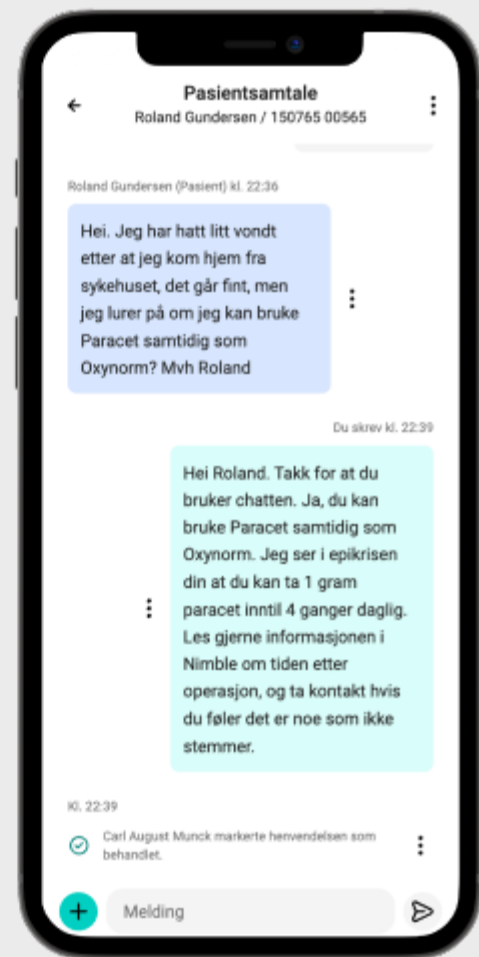 Pasientsamtale
Roland Gundersen / 150765 00565
Roland Gundersen (Pasient) kl. 22:36
Hei. Jeg har hatt litt vondt
etter at jeg kom hjem fra
sykehuset, det går fint, men
jeg lurer på om jeg kan bruke
Paracet samtidig som
Oxynorm? Mvh Roland
Du skrev kl. 22:39
Hei Roland. Takk for at du
bruker chatten. Ja, du kan
bruke Paracet samtidig som
Oxynorm. Jeg ser i epikrisen
din at du kan ta 1 gram
paracet inntil 4 ganger daglig.
Les gjerne informasjonen i
Nimble om tiden etter
operasjon, og ta kontakt hvis
du føler det er noe som ikke
stemmer.
Kl. 22:39
Carl August Munck markerte henvendelsen som
behandlet.
Melding